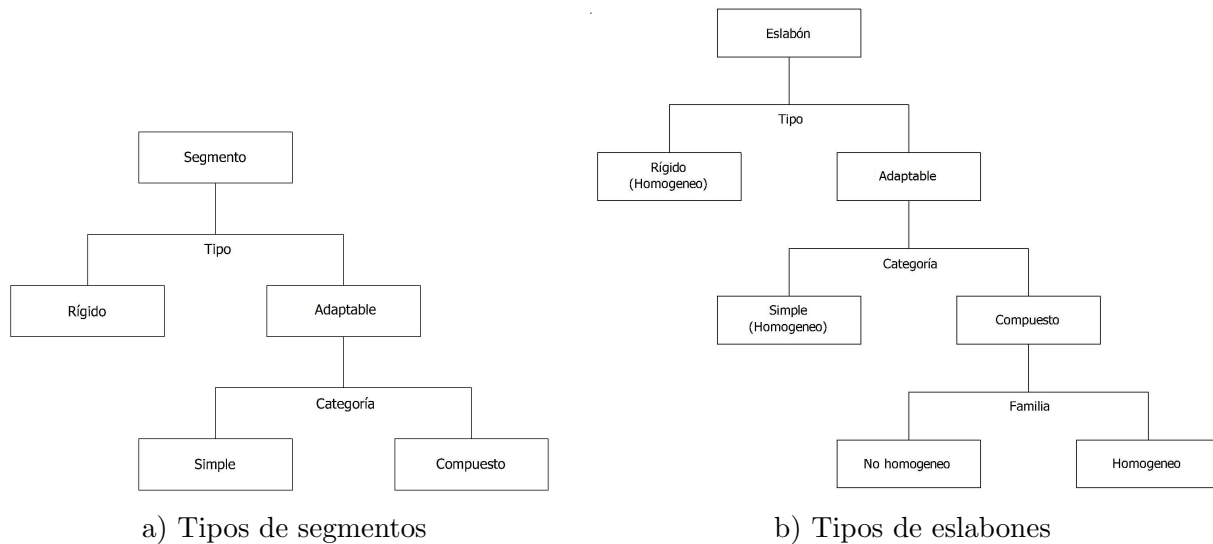 Segmento
Tipo
Rígido
Adaptable
Categoría
Simple
Compuesto
a) Tipos de segmentos
Eslabón
Tipo
Rígido
(Homogeneo)
Adaptable
Categoría
Simple
(Homogeneo)
Compuesto
Familia
No homogeneo
Homogeneo
b) Tipos de eslabones